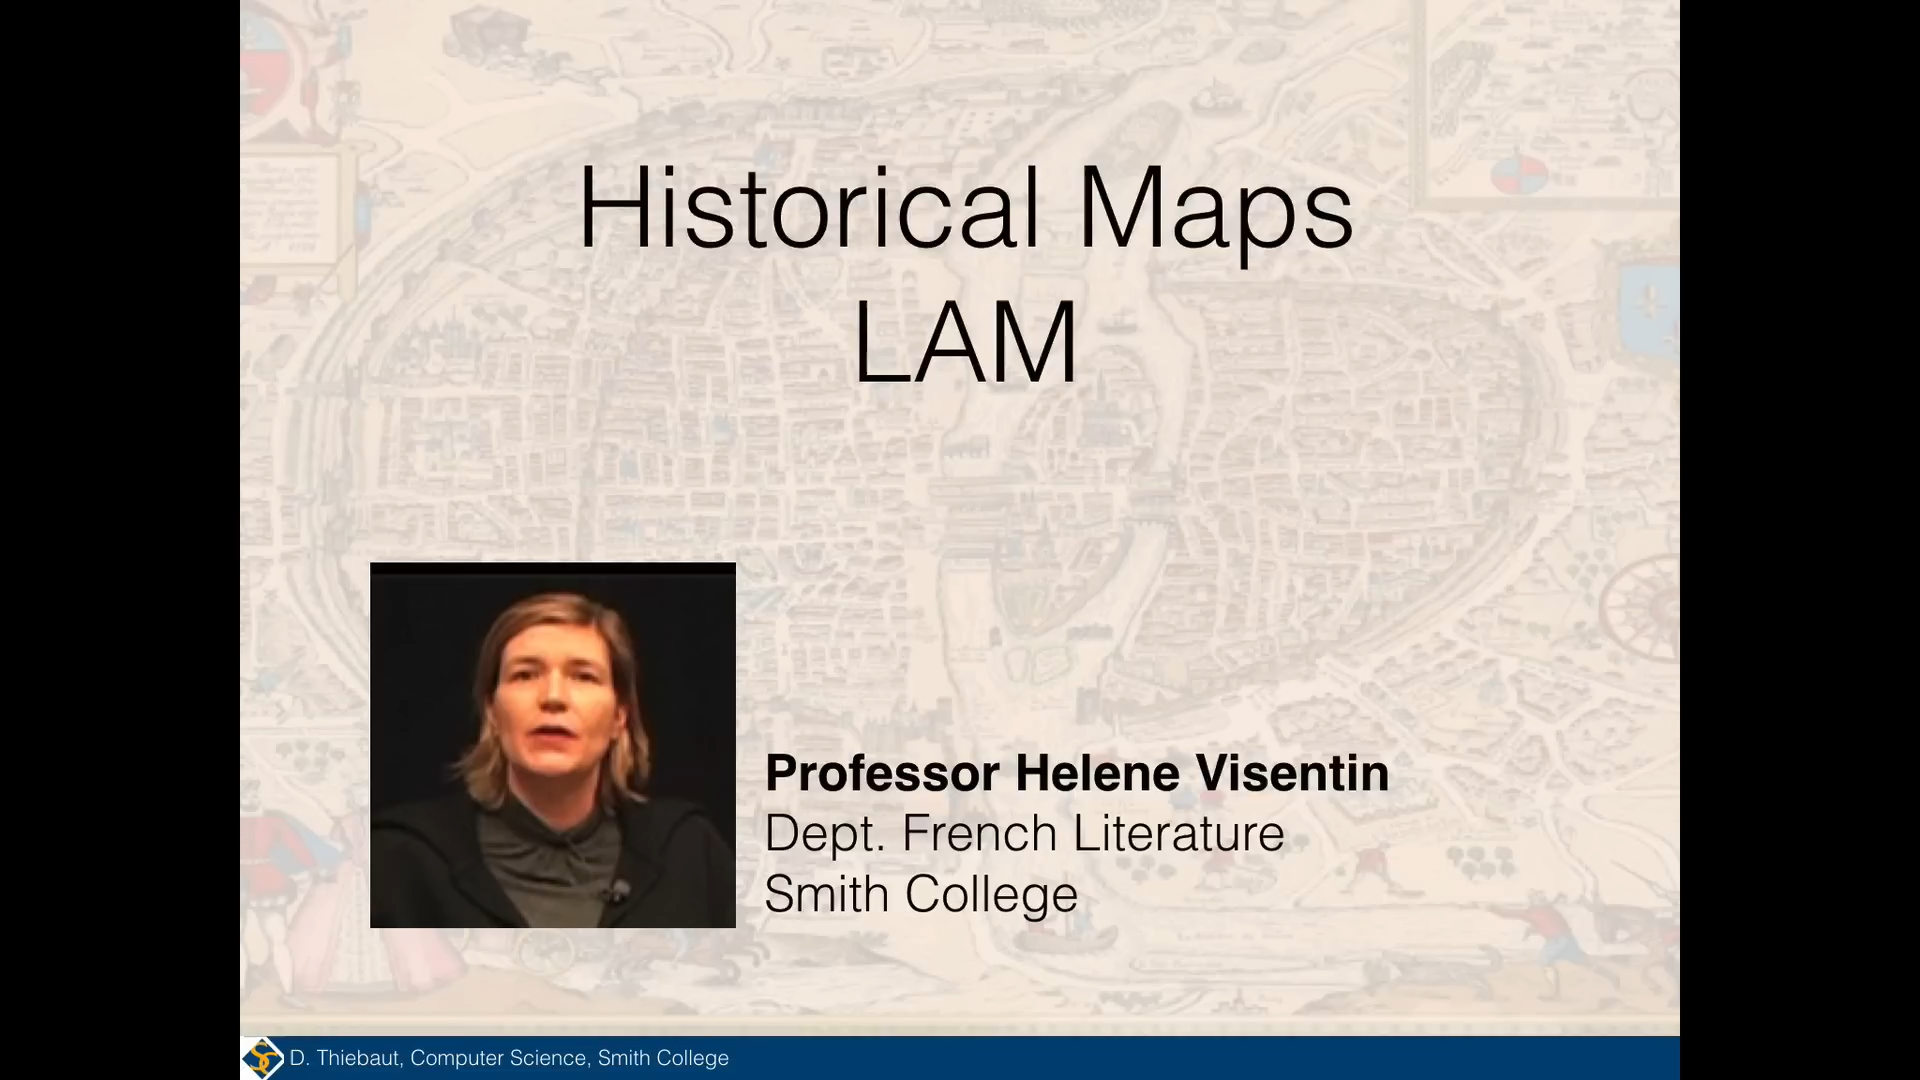 Historical Maps
LAM
Professor Helene Visentin
Dept. French Literature
Smith College
D. Thiebaut, Computer Science, Smith College